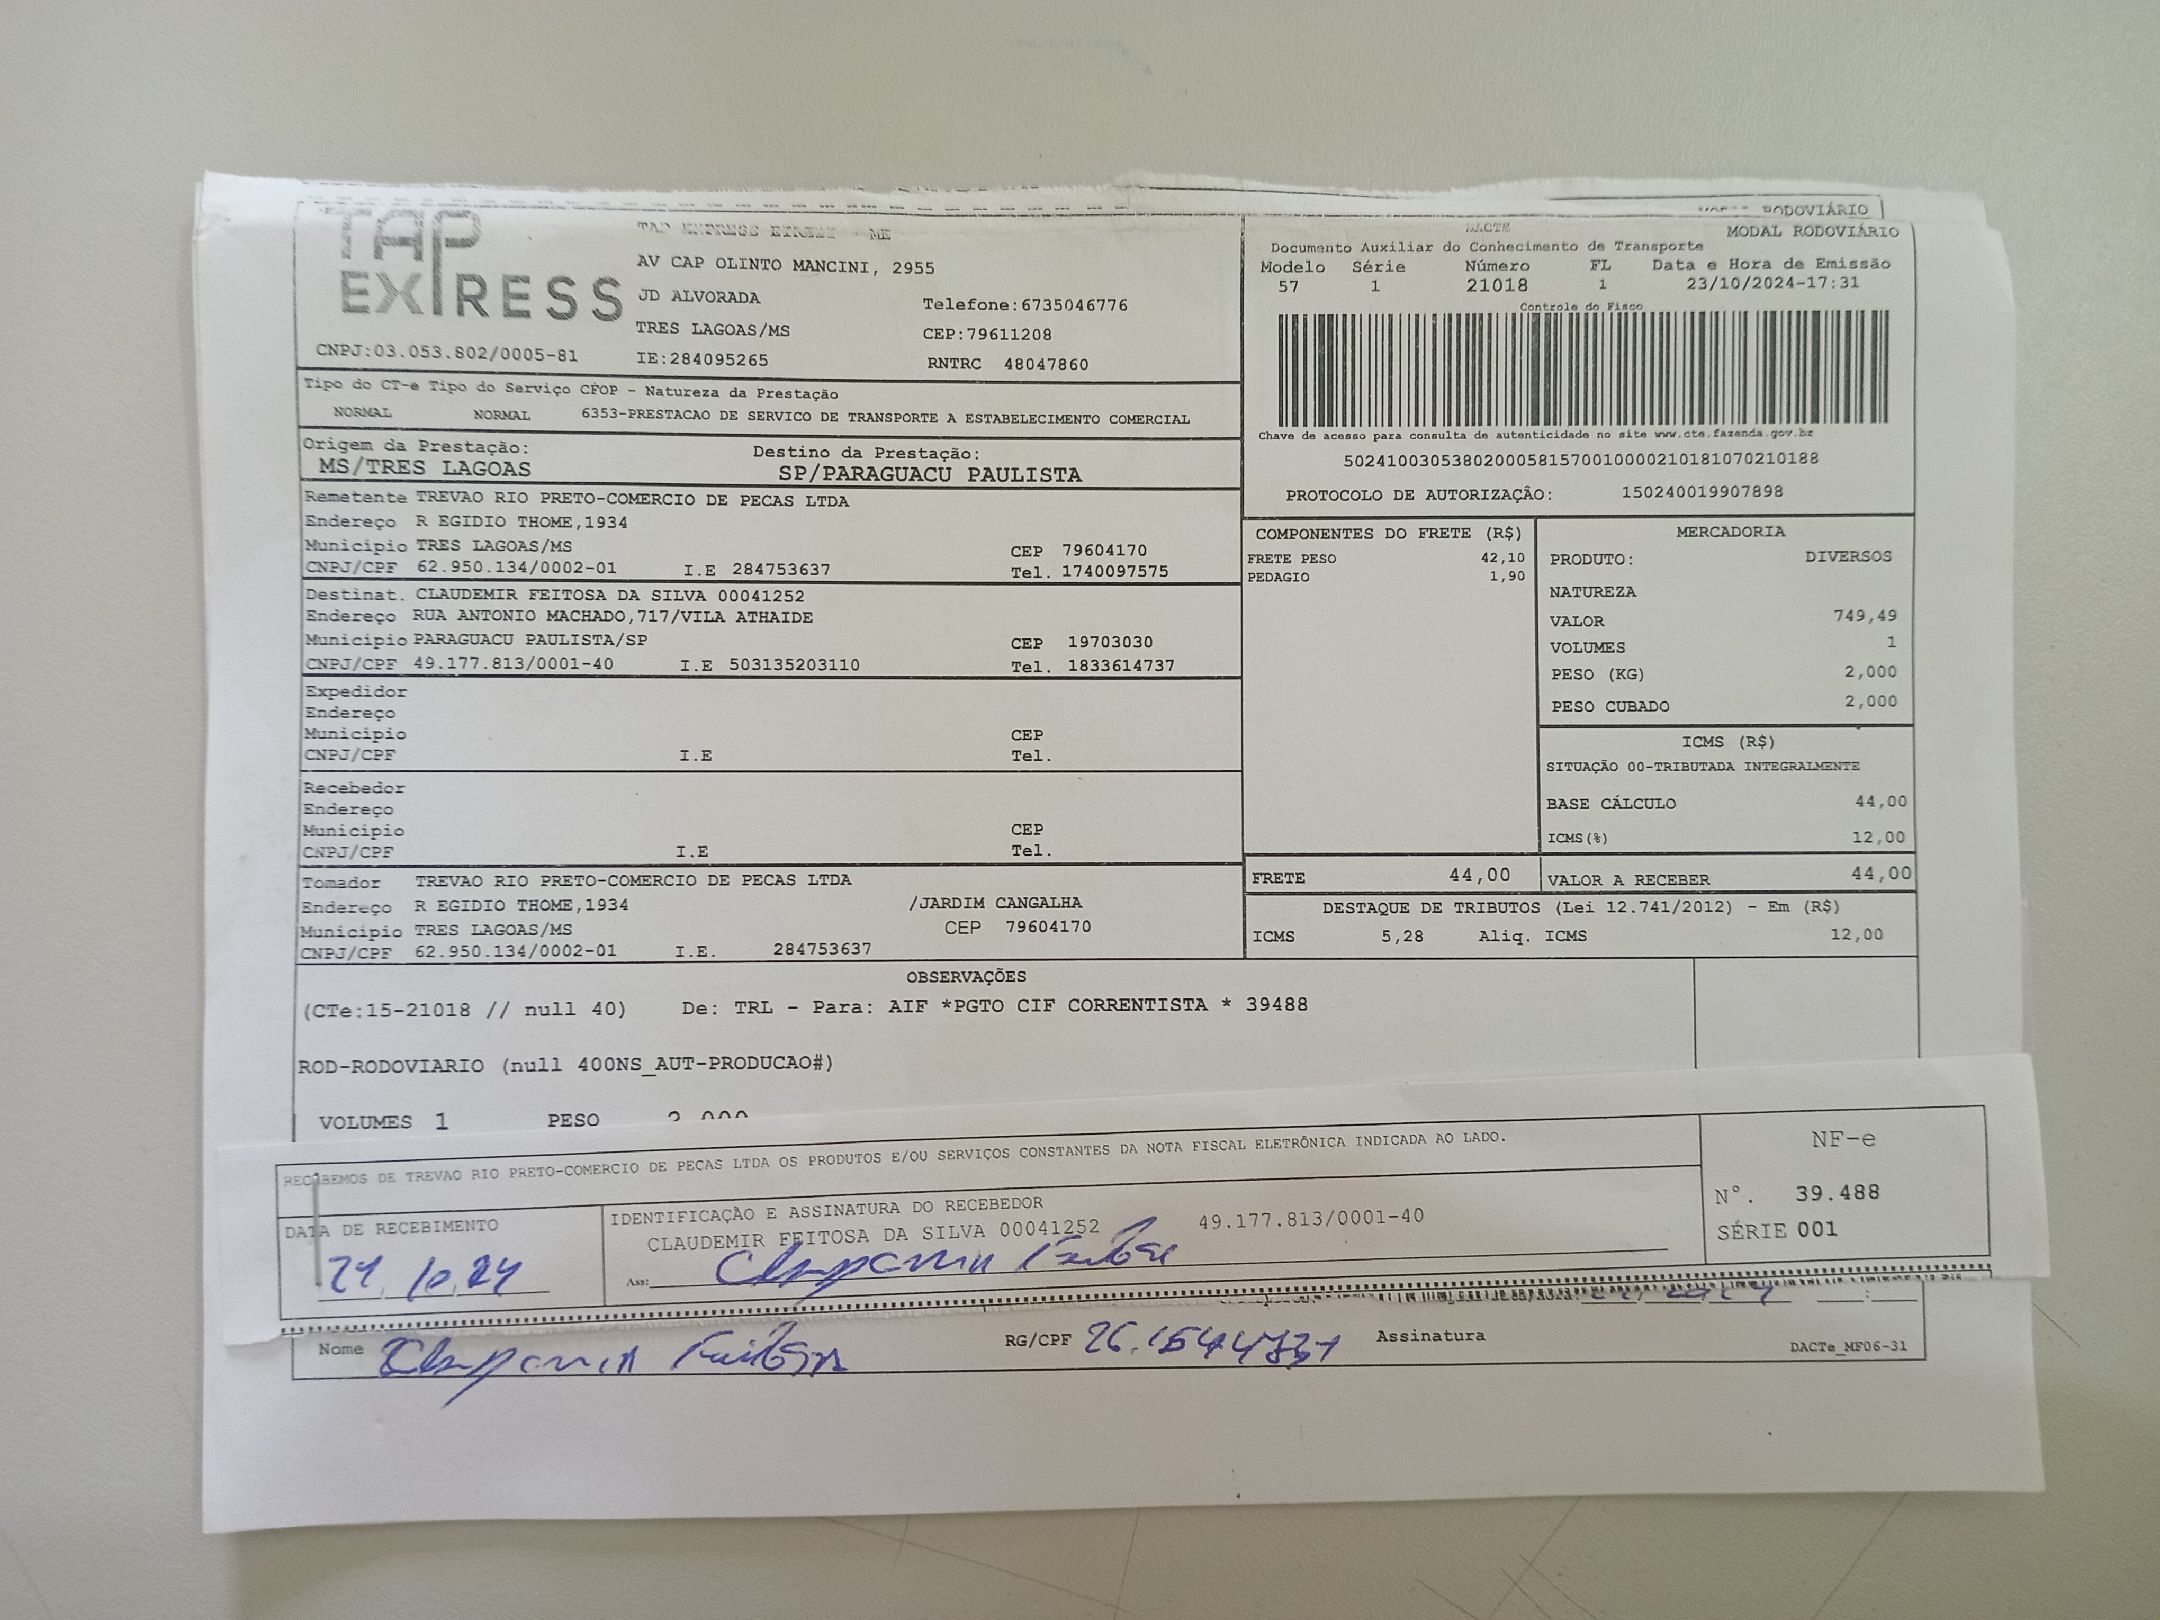 RODOVIÁRIO
TAP
EXPRESS
TAP EXPRESS EIRELI - ME
AV CAP OLINTO MANCINI, 2955
JD ALVORADA Telefone:6735046776
TRES LAGOAS/MS CEP:79611208
CNPJ:03.053.802/0005-81 IE:284095265 RNTRC 48047860
DACTE MODAL RODOVIÁRIO
Documento Auxiliar do Conhecimento de Transporte
Modelo Série Número FL Data e Hora de Emissão
57 1 21018 1 23/10/2024-17:31
Controle do Fisco
Chave de acesso para consulta de autenticidade no site www.cte.fazenda.gov.br
50241003053802000581570010000210181070210188
PROTOCOLO DE AUTORIZAÇÃO: 150240019907898
Tipo do CT-e Tipo do Serviço CFOP - Natureza da Prestação
NORMAL NORMAL 6353-PRESTACAO DE SERVICO DE TRANSPORTE A ESTABELECIMENTO COMERCIAL
Origem da Prestação: Destino da Prestação:
MS/TRES LAGOAS SP/PARAGUACU PAULISTA
Remetente TREVAO RIO PRETO-COMERCIO DE PECAS LTDA
Endereço R EGIDIO THOME,1934
Município TRES LAGOAS/MS CEP 79604170
CNPJ/CPF 62.950.134/0002-01 I.E 284753637 Tel. 1740097575
Destinat. CLAUDEMIR FEITOSA DA SILVA 00041252
Endereço RUA ANTONIO MACHADO,717/VILA ATHAIDE
Município PARAGUACU PAULISTA/SP CEP 19703030
CNPJ/CPF 49.177.813/0001-40 I.E 503135203110 Tel. 1833614737
Expedidor
Endereço
Município CEP
CNPJ/CPF I.E Tel.
Recebedor
Endereço
Município CEP
CNPJ/CPF I.E Tel.
Tomador TREVAO RIO PRETO-COMERCIO DE PECAS LTDA
Endereço R EGIDIO THOME,1934 /JARDIM CANGALHA
Município TRES LAGOAS/MS CEP 79604170
CNPJ/CPF 62.950.134/0002-01 I.E. 284753637
COMPONENTES DO FRETE (R$)
FRETE PESO 42,10
PEDAGIO 1,90
MERCADORIA
PRODUTO: DIVERSOS
NATUREZA
VALOR 749,49
VOLUMES 1
PESO (KG) 2,000
PESO CUBADO 2,000
ICMS (R$)
SITUAÇÃO 00-TRIBUTADA INTEGRALMENTE
BASE CÁLCULO 44,00
ICMS(%) 12,00
FRETE 44,00 VALOR A RECEBER 44,00
DESTAQUE DE TRIBUTOS (Lei 12.741/2012) - Em (R$)
ICMS 5,28 Aliq. ICMS 12,00
OBSERVAÇÕES
(CTe:15-21018 // null 40) De: TRL - Para: AIF *PGTO CIF CORRENTISTA * 39488
ROD-RODOVIARIO (null 400NS_AUT-PRODUCAO#)
VOLUMES 1 PESO 2,000
RECEBEMOS DE TREVAO RIO PRETO-COMERCIO DE PECAS LTDA OS PRODUTOS E/OU SERVIÇOS CONSTANTES DA NOTA FISCAL ELETRÔNICA INDICADA AO LADO.
NF-e
Nº. 39.488
SÉRIE 001
DATA DE RECEBIMENTO
24.10.24
IDENTIFICAÇÃO E ASSINATURA DO RECEBEDOR
CLAUDEMIR FEITOSA DA SILVA 00041252 49.177.813/0001-40
Ass:
Nome RG/CPF Assinatura
DACTe_MF06-31